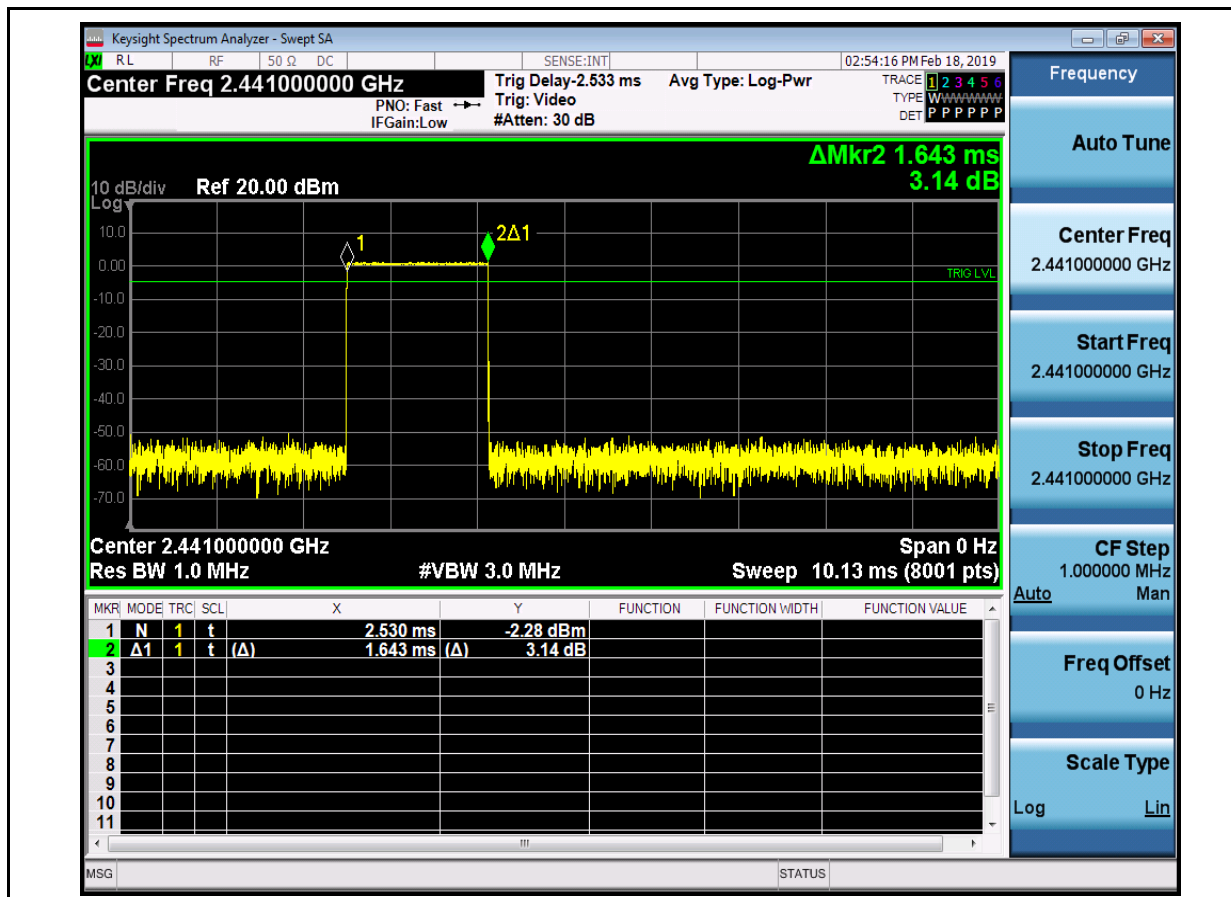 Keysight Spectrum Analyzer - Swept SA
LXI RL RF 50 Ω DC SENSE:INT 02:54:16 PM Feb 18, 2019
Center Freq 2.441000000 GHz
PNO: Fast
IFGain:Low
Trig Delay-2.533 ms
Trig: Video
#Atten: 30 dB
Avg Type: Log-Pwr
TRACE 1 2 3 4 5 6
TYPE WWWWWW
DET P P P P P P
ΔMkr2 1.643 ms
3.14 dB
10 dB/div Ref 20.00 dBm
Log
10.0
0.00
-10.0
-20.0
-30.0
-40.0
-50.0
-60.0
-70.0
1
2Δ1
TRIG LVL
Center 2.441000000 GHz Span 0 Hz
Res BW 1.0 MHz #VBW 3.0 MHz Sweep 10.13 ms (8001 pts)
MKR MODE TRC SCL X Y FUNCTION FUNCTION WIDTH FUNCTION VALUE
1 N 1 t 2.530 ms -2.28 dBm
2 Δ1 1 t (Δ) 1.643 ms (Δ) 3.14 dB
3
4
5
6
7
8
9
10
11
MSG STATUS
Frequency
Auto Tune
Center Freq
2.441000000 GHz
Start Freq
2.441000000 GHz
Stop Freq
2.441000000 GHz
CF Step
1.000000 MHz
Auto Man
Freq Offset
0 Hz
Scale Type
Log Lin